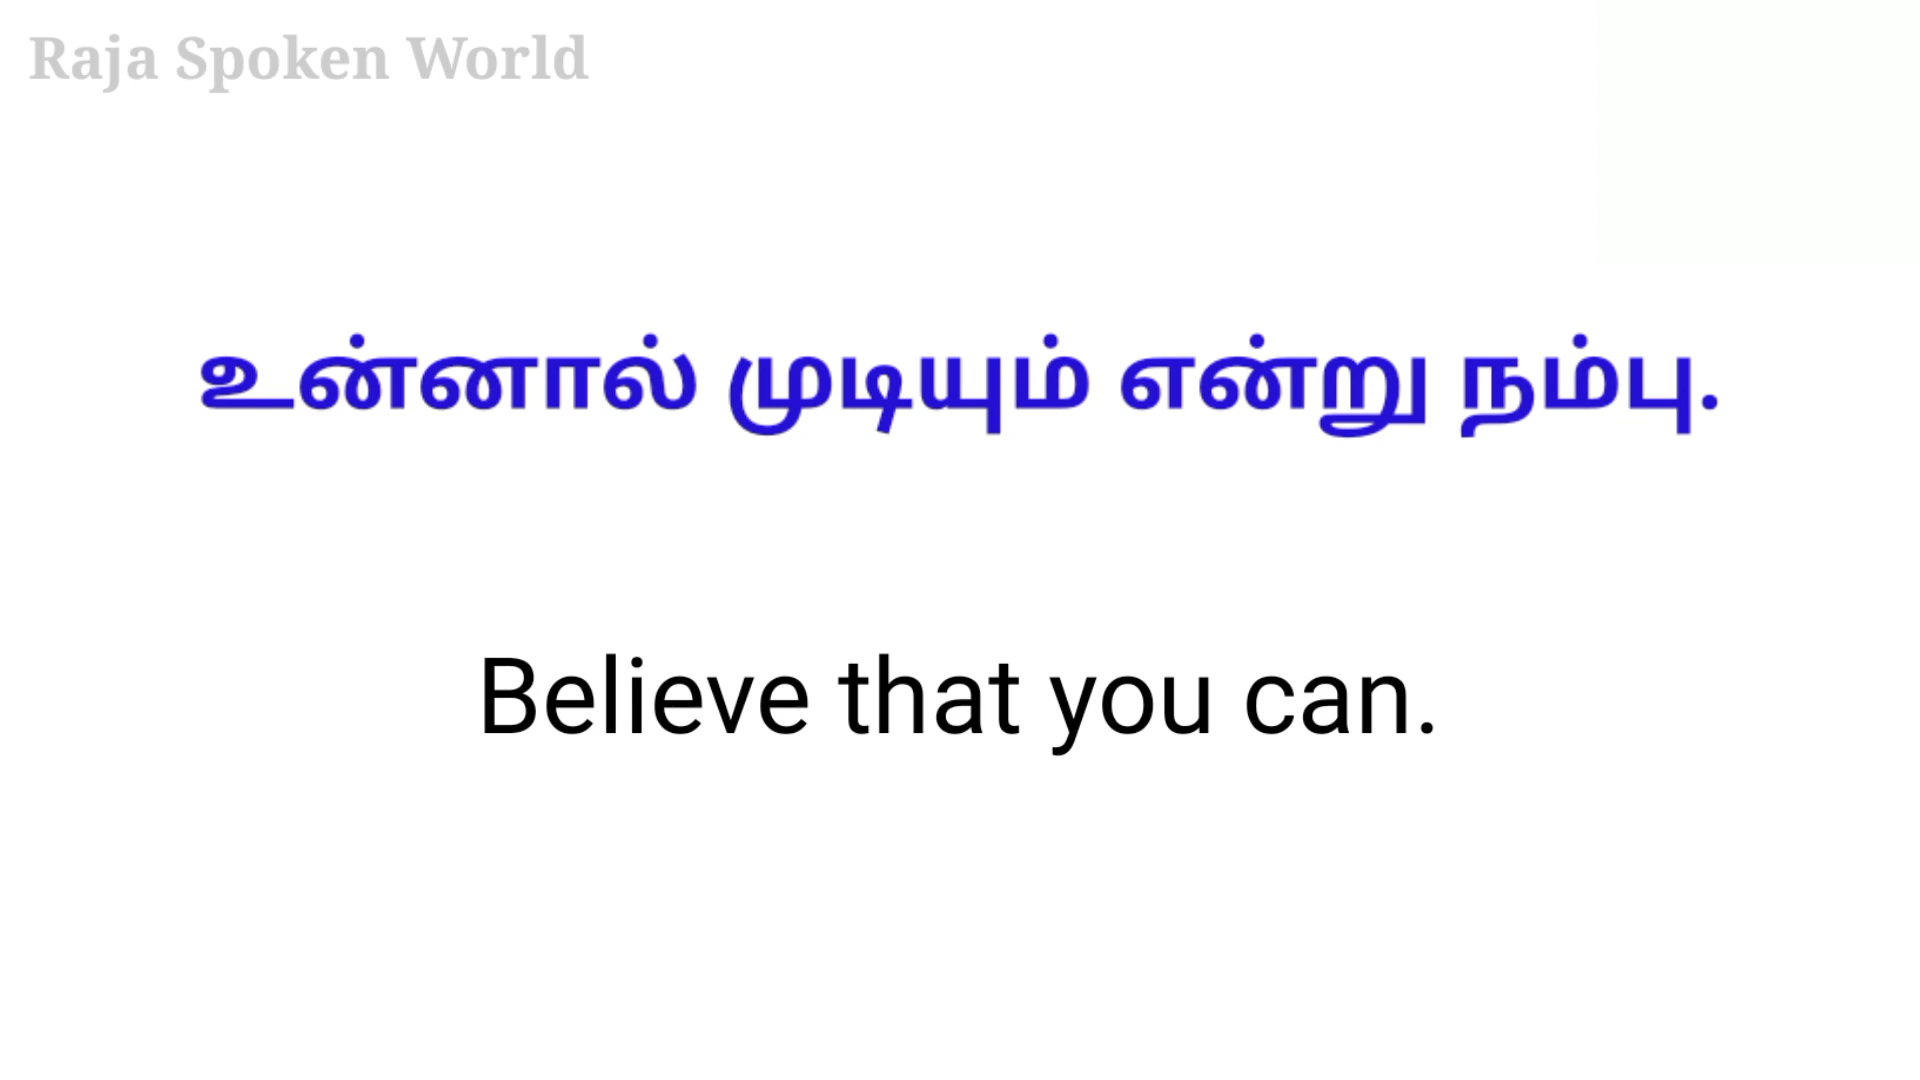 Raja Spoken World
உன்னால் முடியும் என்று நம்பு.
Believe that you can.